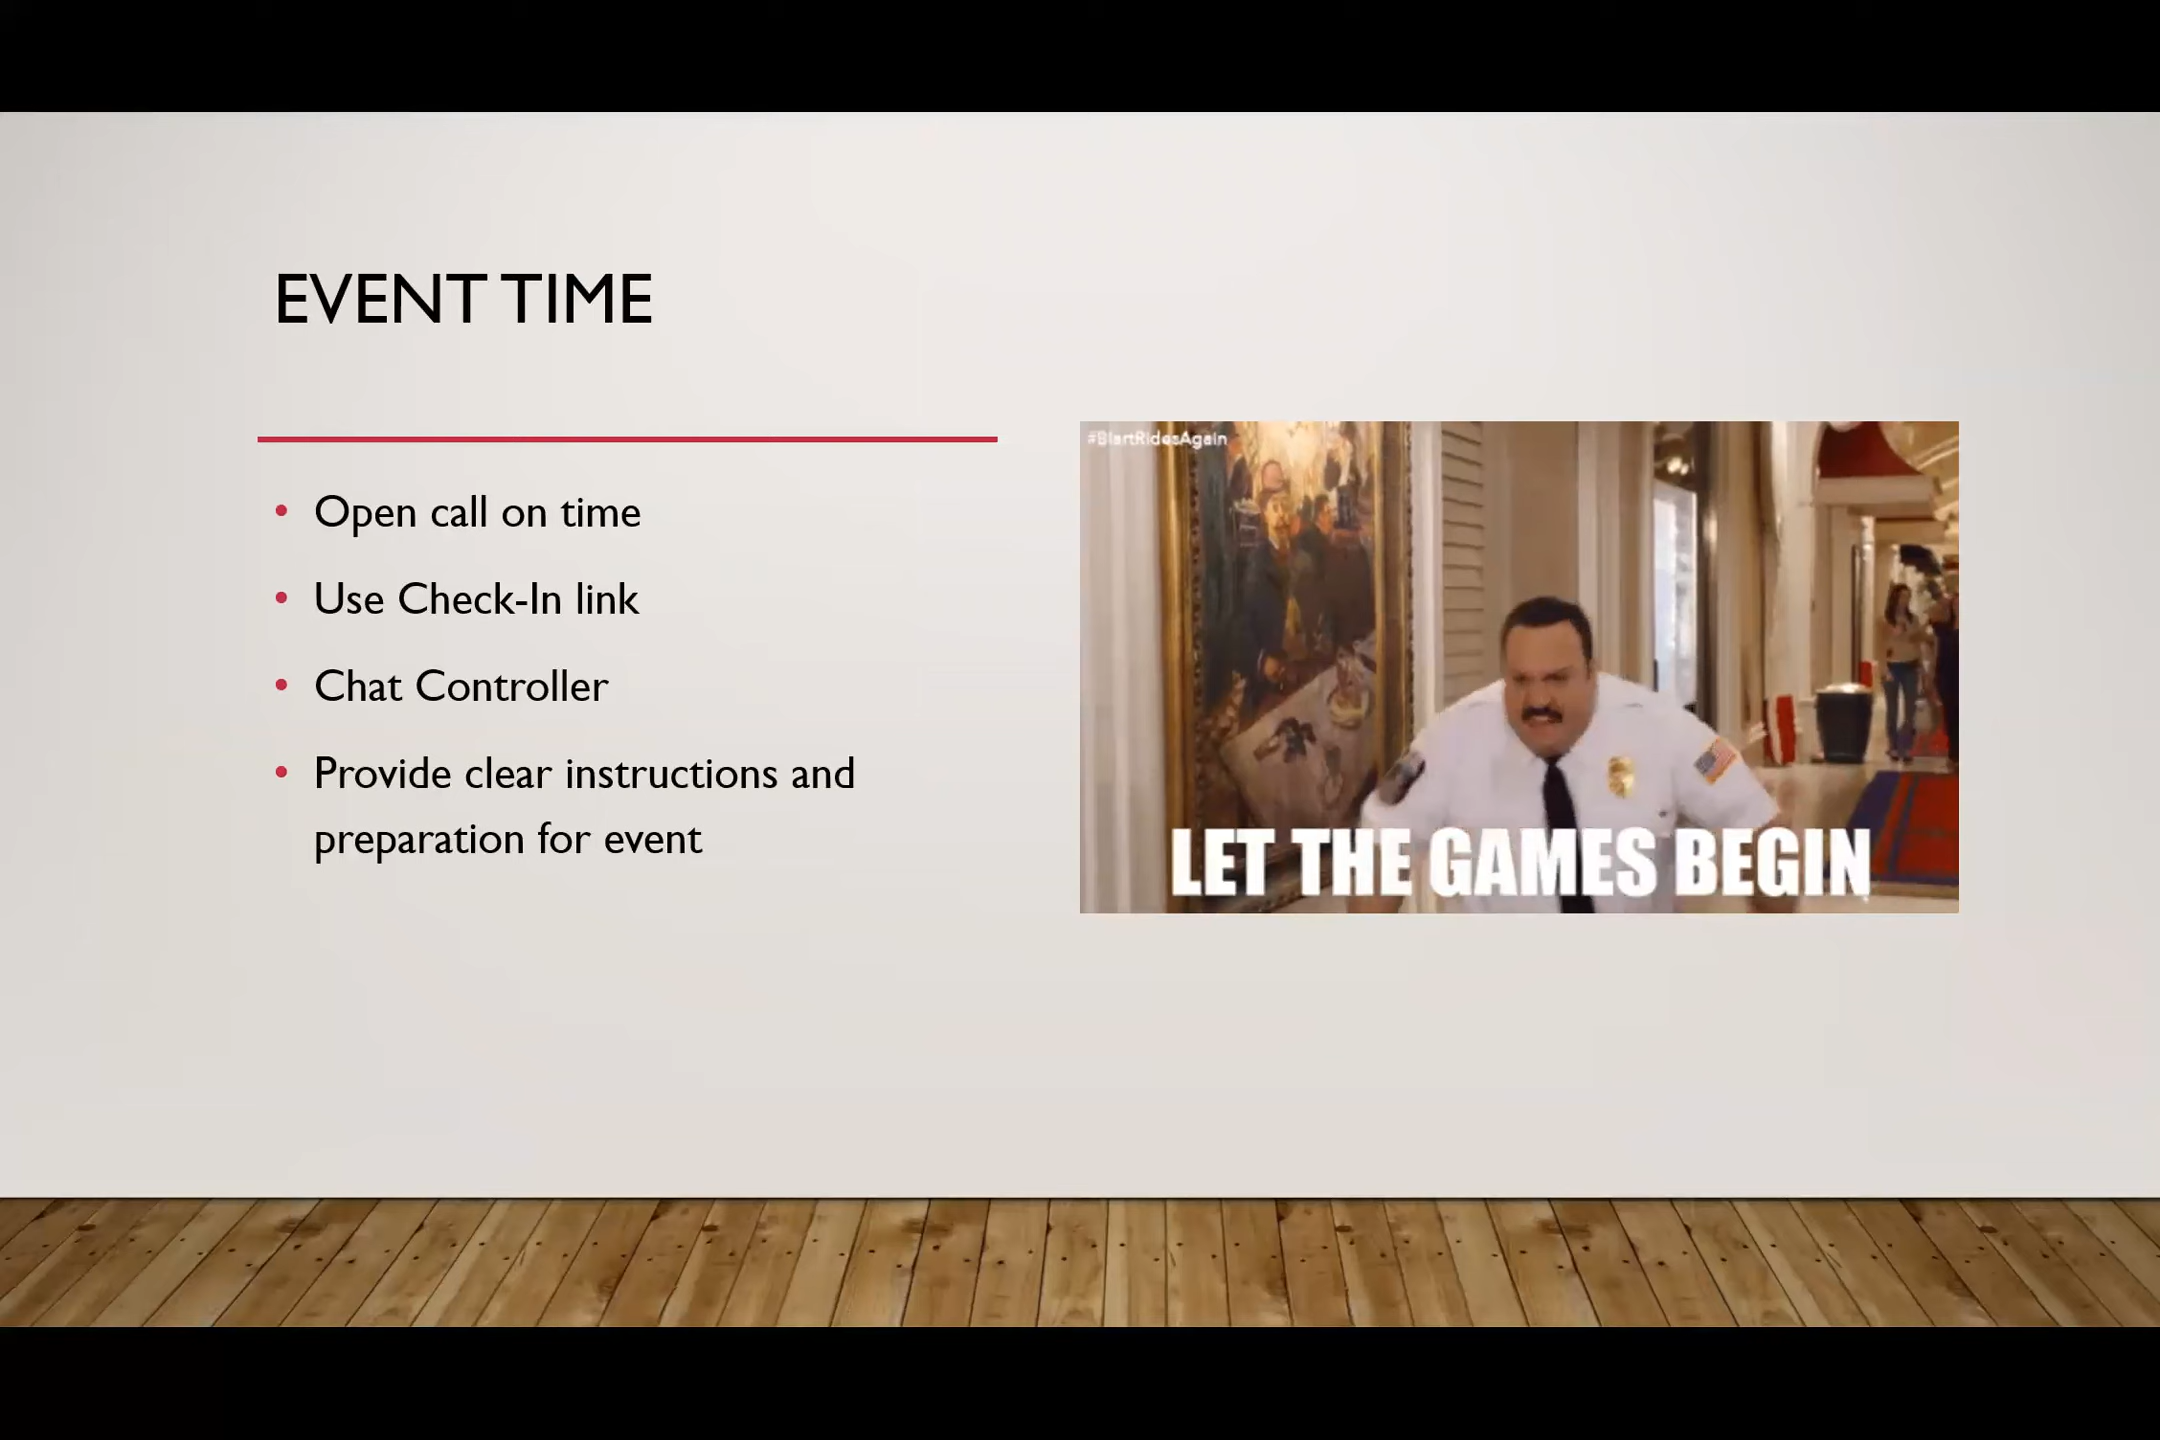 EVENT TIME
• Open call on time
• Use Check-In link
• Chat Controller
• Provide clear instructions and
preparation for event
#BlartRidesAgain
LET THE GAMES BEGIN